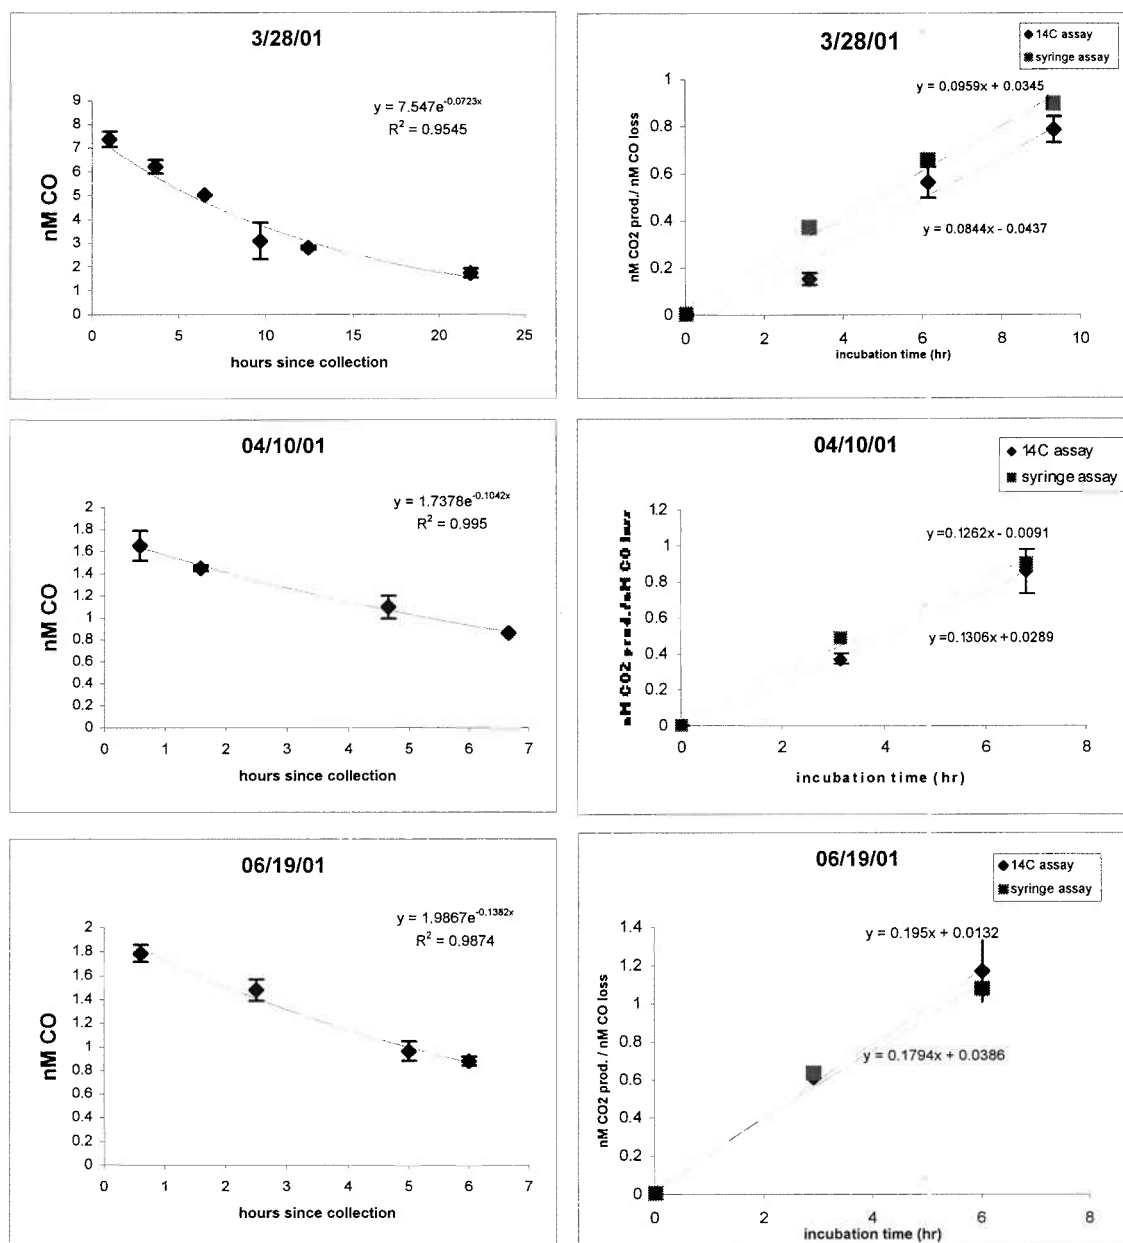 3/28/01
nM CO
y = 7.547e^-0.0723x
R² = 0.9545
9
8
7
6
5
4
3
2
1
0
0 5 10 15 20 25
hours since collection
3/28/01
14C assay
syringe assay
nM CO2 prod./ nM CO loss
y = 0.0959x + 0.0345
y = 0.0844x - 0.0437
1
0.8
0.6
0.4
0.2
0
0 2 4 6 8 10
incubation time (hr)
04/10/01
nM CO
y = 1.7378e^-0.1042x
R² = 0.995
2
1.8
1.6
1.4
1.2
1
0.8
0.6
0.4
0.2
0
0 1 2 3 4 5 6 7
hours since collection
04/10/01
14C assay
syringe assay
nM CO2 prod./nM CO loss
y=0.1262x - 0.0091
y=0.1306x + 0.0289
1.2
1
0.8
0.6
0.4
0.2
0
0 2 4 6 8
incubation time (hr)
06/19/01
nM CO
y = 1.9867e^-0.1382x
R² = 0.9874
2
1.8
1.6
1.4
1.2
1
0.8
0.6
0.4
0.2
0
0 1 2 3 4 5 6 7
hours since collection
06/19/01
14C assay
syringe assay
nM CO2 prod. / nM CO loss
y = 0.195x + 0.0132
y = 0.1794x + 0.0386
1.4
1.2
1
0.8
0.6
0.4
0.2
0
0 2 4 6 8
incubation time (hr)